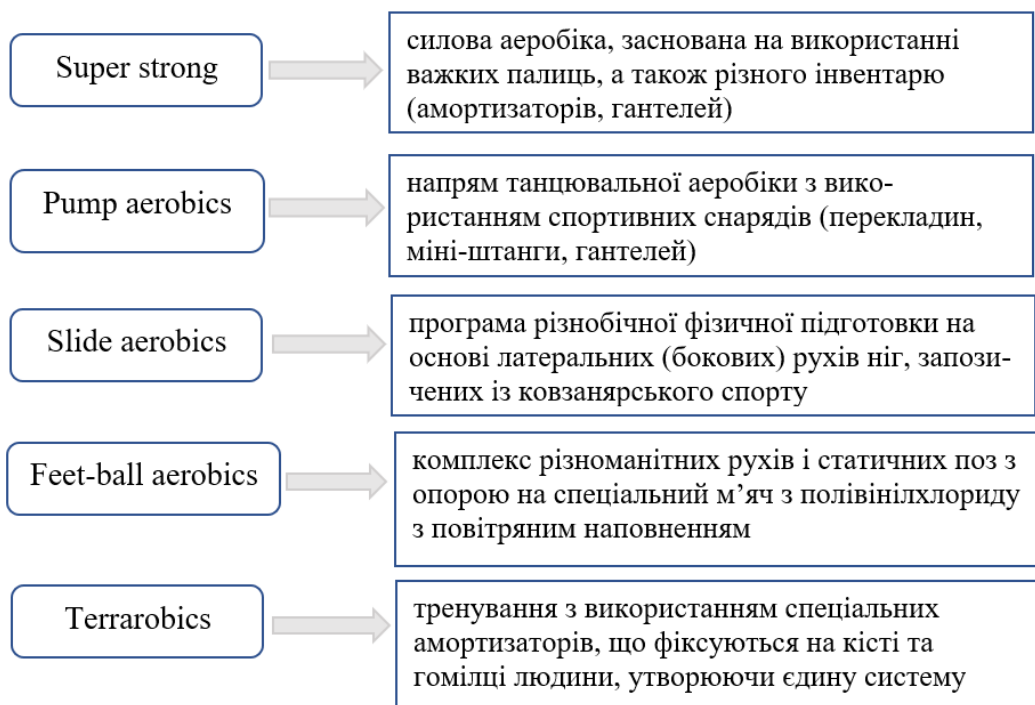 Super strong
силова аеробіка, заснована на використанні
важких палиць, а також різного інвентарю
(амортизаторів, гантелей)
Pump aerobics
напрям танцювальної аеробіки з вико-
ристанням спортивних снарядів (перекладин,
міні-штанги, гантелей)
Slide aerobics
програма різнобічної фізичної підготовки на
основі латеральних (бокових) рухів ніг, запози-
чених із ковзанярського спорту
Feet-ball aerobics
комплекс різноманітних рухів і статичних поз з
опорою на спеціальний м’яч з полівінілхлориду
з повітряним наповненням
Terrarobics
тренування з використанням спеціальних
амортизаторів, що фіксуються на кісті та
гомілці людини, утворюючи єдину систему